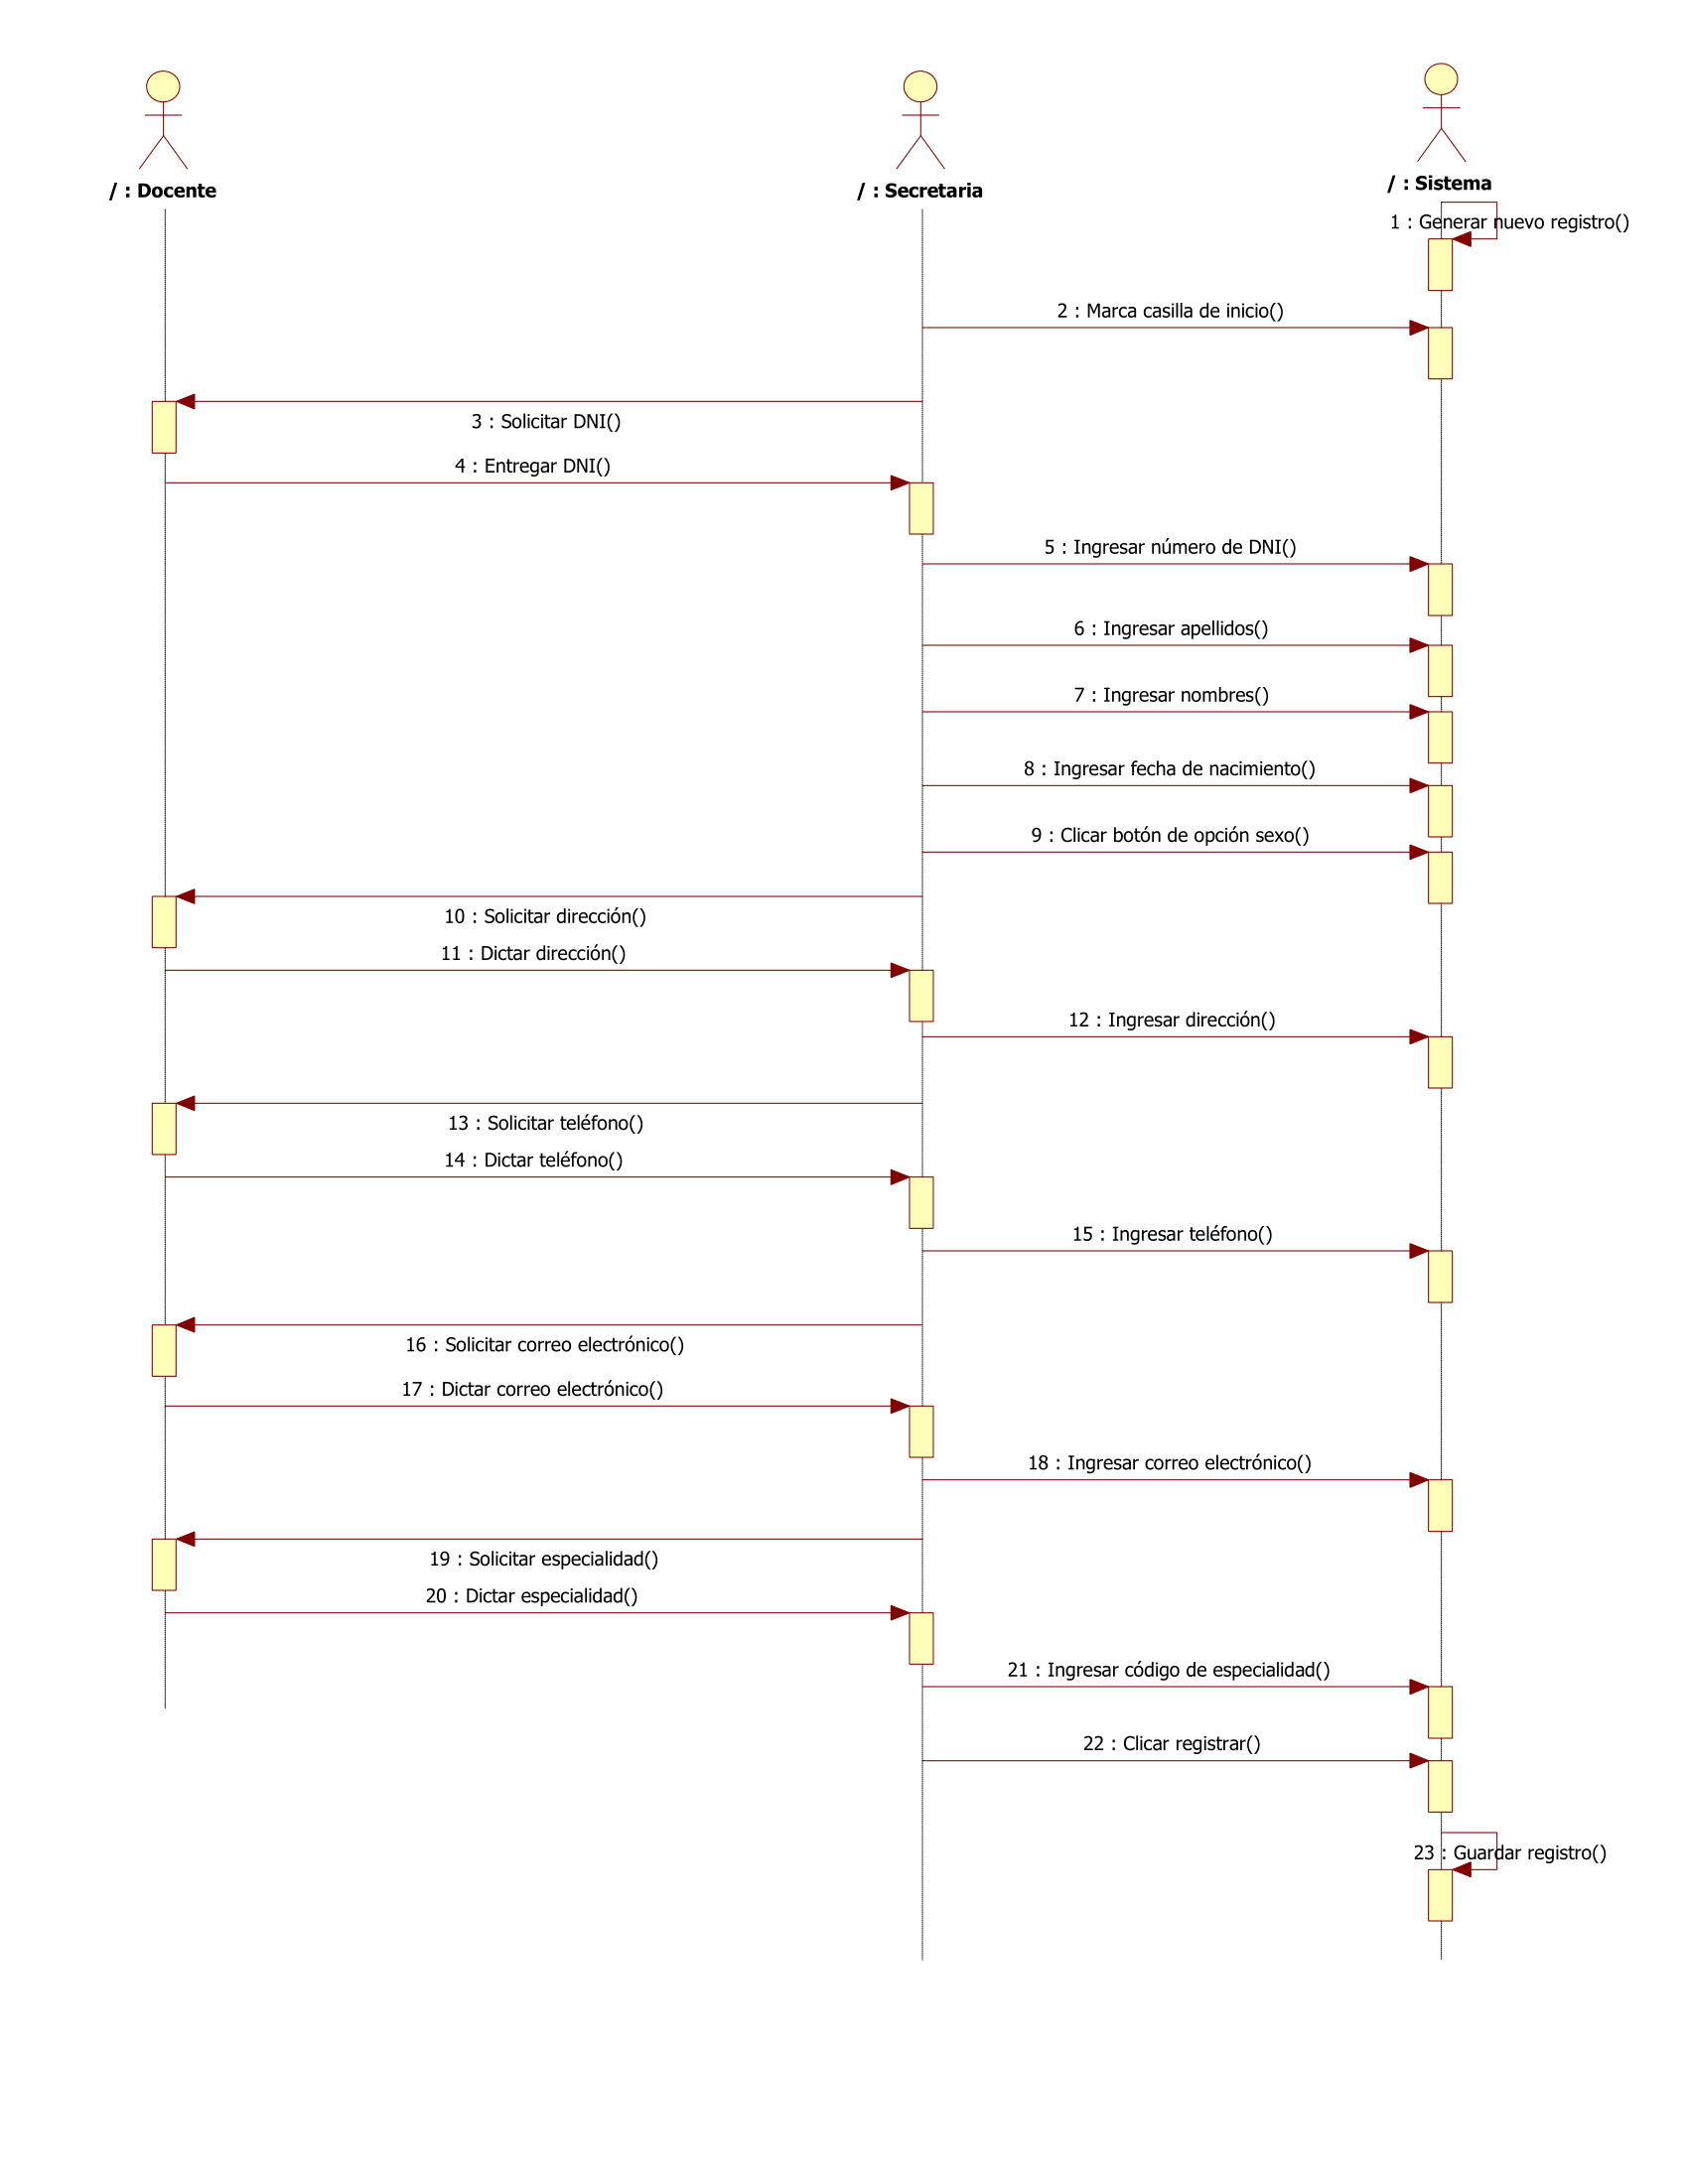 / : Docente
/ : Secretaria
/ : Sistema
1 : Generar nuevo registro()
2 : Marca casilla de inicio()
3 : Solicitar DNI()
4 : Entregar DNI()
5 : Ingresar número de DNI()
6 : Ingresar apellidos()
7 : Ingresar nombres()
8 : Ingresar fecha de nacimiento()
9 : Clicar botón de opción sexo()
10 : Solicitar dirección()
11 : Dictar dirección()
12 : Ingresar dirección()
13 : Solicitar teléfono()
14 : Dictar teléfono()
15 : Ingresar teléfono()
16 : Solicitar correo electrónico()
17 : Dictar correo electrónico()
18 : Ingresar correo electrónico()
19 : Solicitar especialidad()
20 : Dictar especialidad()
21 : Ingresar código de especialidad()
22 : Clicar registrar()
23 : Guardar registro()